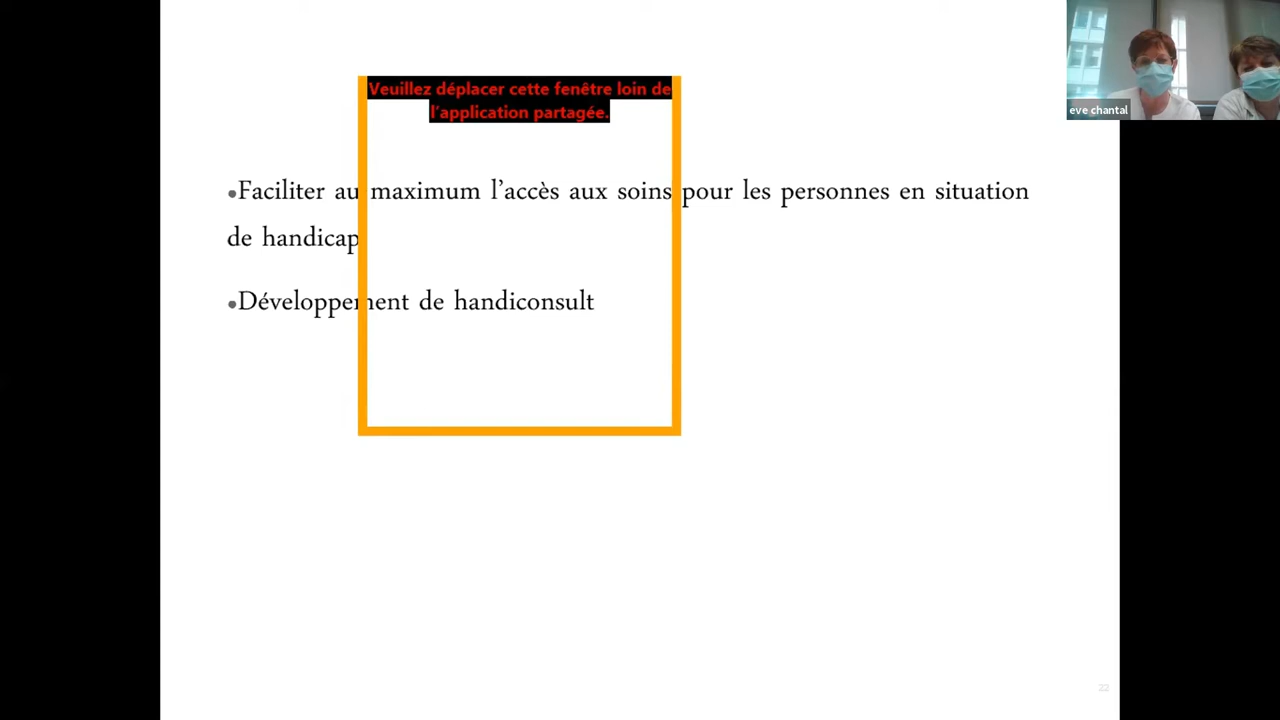 Veuillez déplacer cette fenêtre loin de
l'application partagée.
eve chantal
•Faciliter au maximum l'accès aux soins pour les personnes en situation
de handicap
•Développement de handiconsult
22